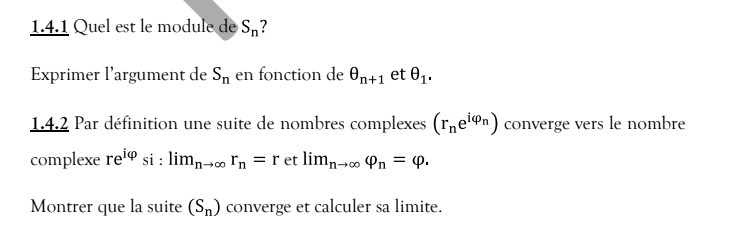 1.4.1 Quel est le module de Sₙ?
Exprimer l'argument de Sₙ en fonction de θₙ₊₁ et θ₁.
1.4.2 Par définition une suite de nombres complexes (rₙe^{iφₙ}) converge vers le nombre
complexe re^{iφ} si : limₙ→∞ rₙ = r et limₙ→∞ φₙ = φ.
Montrer que la suite (Sₙ) converge et calculer sa limite.